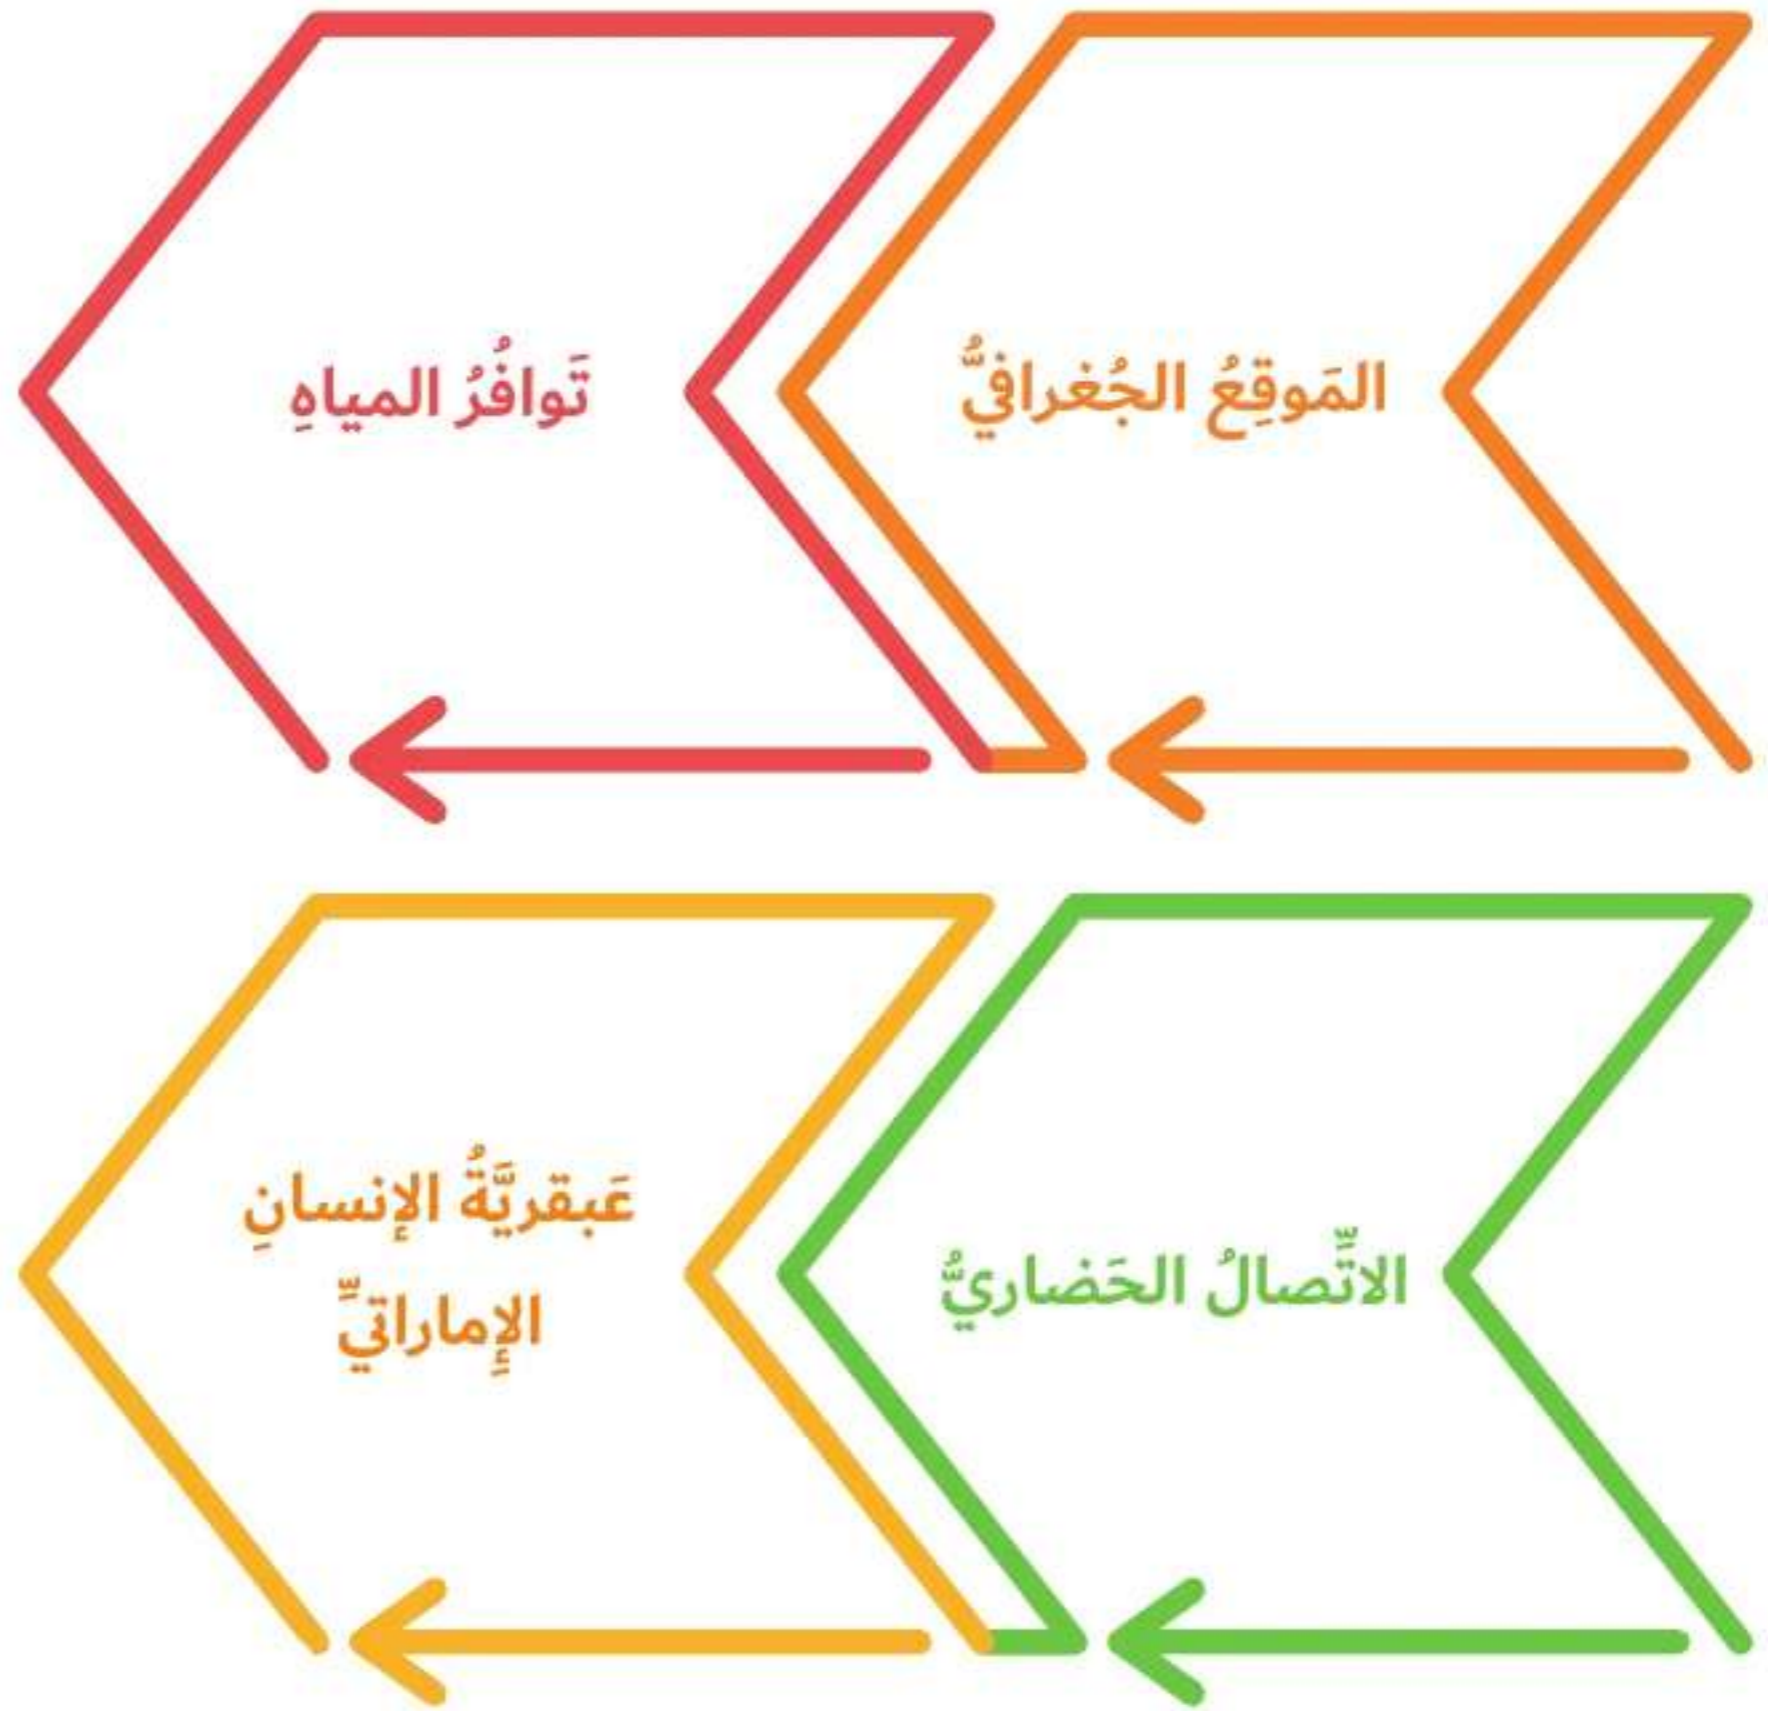 المَوقِعُ الجُغرافيُّ
تَوافُرُ المياهِ
الاتِّصالُ الحَضاريُّ
عَبقريَّةُ الإنسانِ
الإماراتيِّ